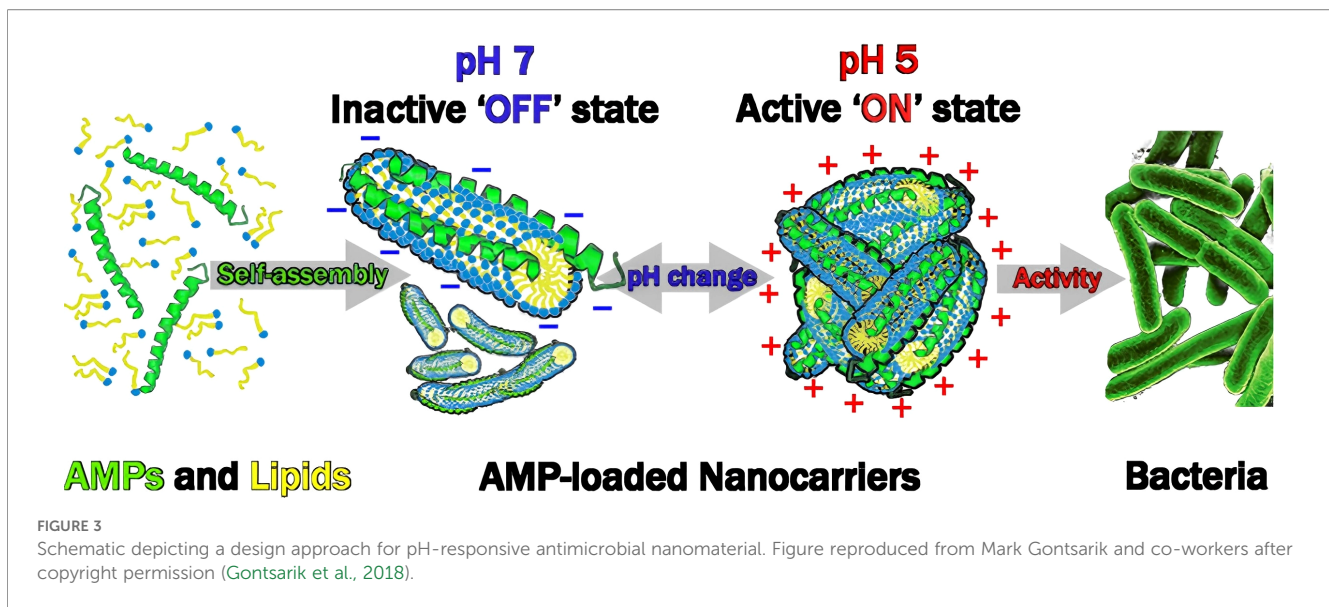 pH 7
Inactive ‘OFF’ state
pH 5
Active ‘ON’ state
Self-assembly
pH change
Activity
AMPs and Lipids
AMP-loaded Nanocarriers
Bacteria
FIGURE 3
Schematic depicting a design approach for pH-responsive antimicrobial nanomaterial. Figure reproduced from Mark Gontsarik and co-workers after
copyright permission (Gontsarik et al., 2018).